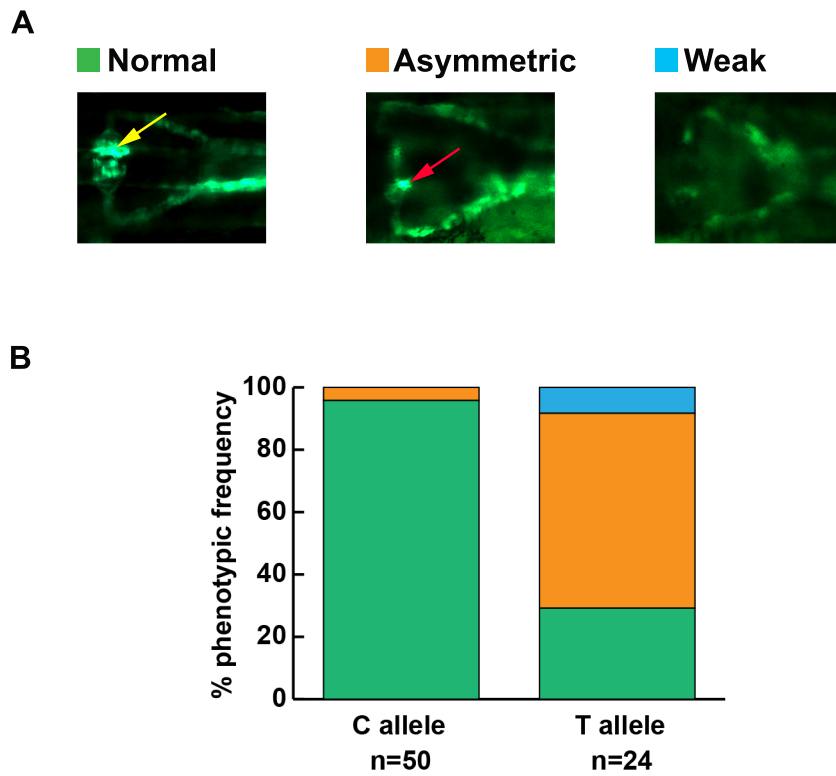 A
Normal
Asymmetric
Weak
B
% phenotypic frequency
100
80
60
40
20
0
C allele
n=50
T allele
n=24